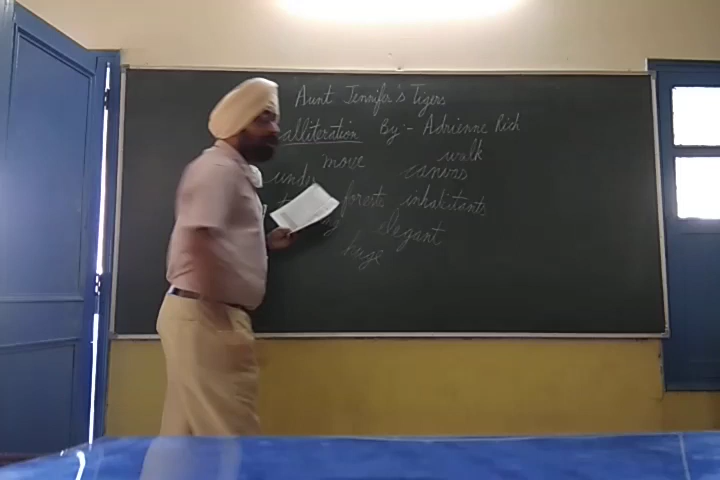 Aunt Jennifer's Tigers
alliteration By:- Adrienne Rich
move walk
under canvas
forests inhabitants
elegant
huge